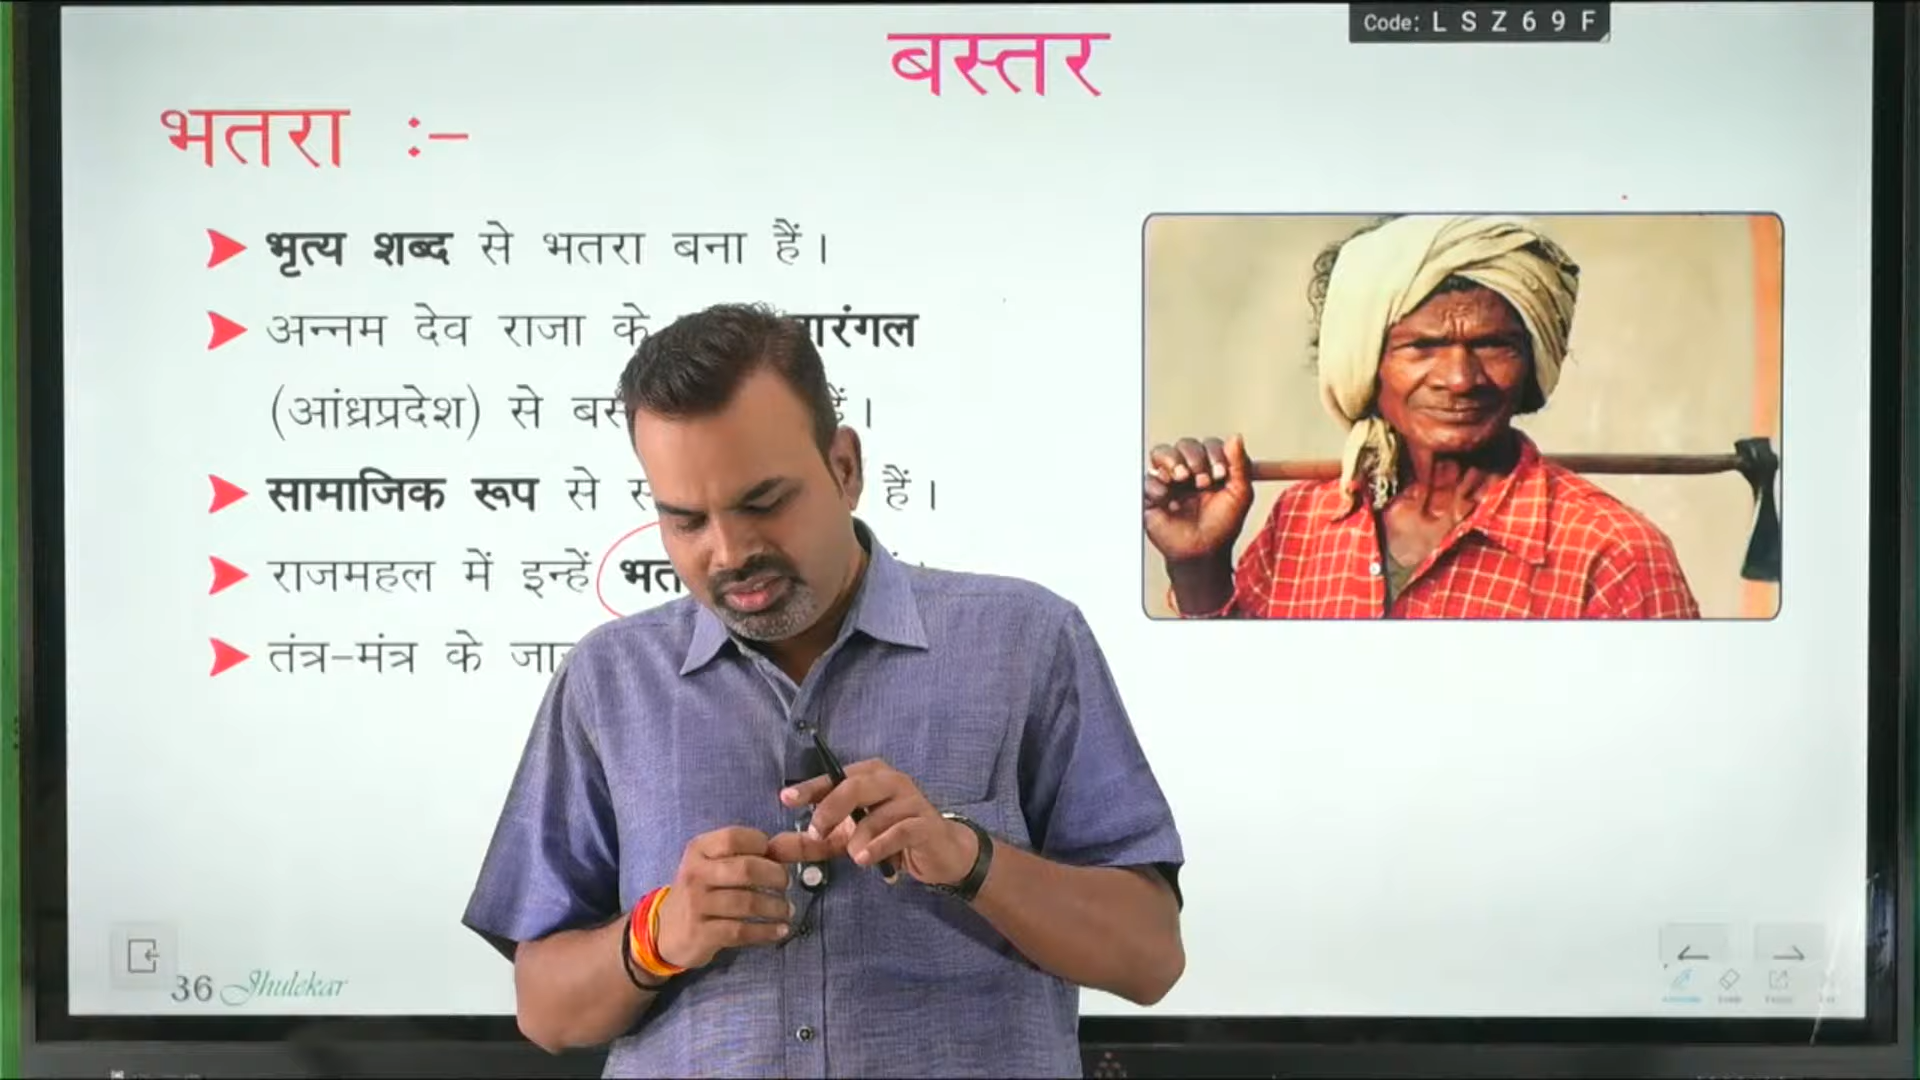 Code: L S Z 6 9 F
बस्तर
भतरा :–
भृत्य शब्द से भतरा बना हैं।
अन्नम देव राजा के
(आंध्रप्रदेश) से हैं।
सामाजिक रूप से हैं।
राजमहल में इन्हें
तंत्र-मंत्र के
36 Jhulekar